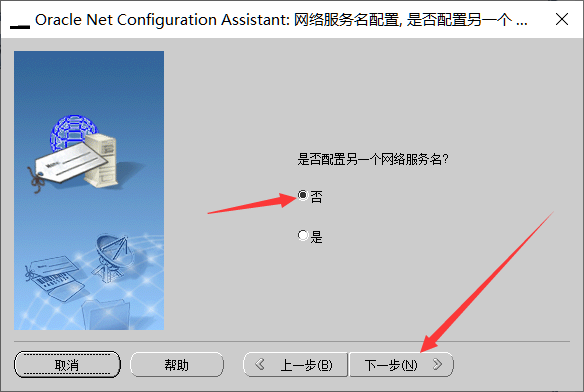 Oracle Net Configuration Assistant: 网络服务名配置, 是否配置另一个 ...
是否配置另一个网络服务名?
否
是
取消
帮助
上一步(B)
下一步(N)